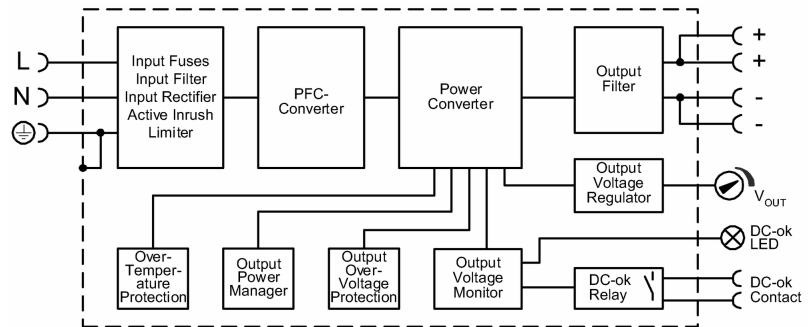 L
N
Input Fuses
Input Filter
Input Rectifier
Active Inrush
Limiter
PFC-
Converter
Power
Converter
Output
Filter
+
+
-
-
Output
Voltage
Regulator
VOUT
Over-
Temper-
ature
Protection
Output
Power
Manager
Output
Over-
Voltage
Protection
Output
Voltage
Monitor
DC-ok
LED
DC-ok
Relay
DC-ok
Contact